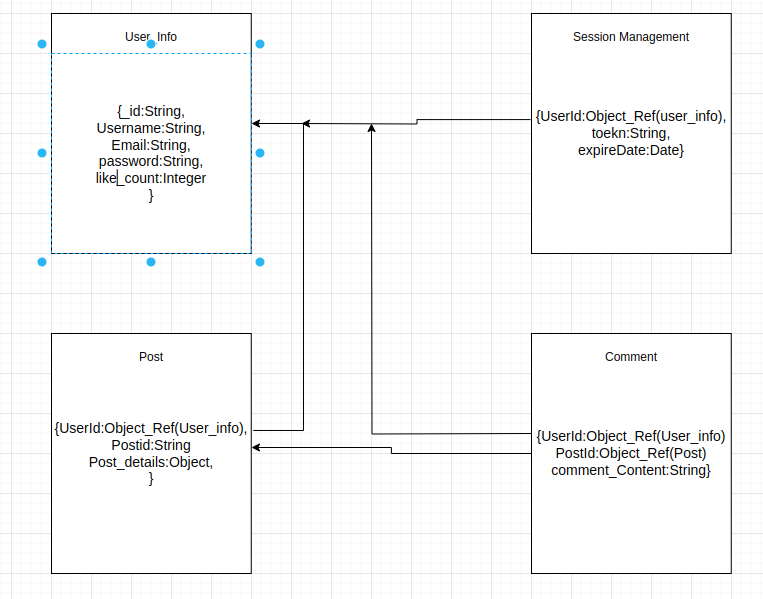 User_Info
{_id:String,
Username:String,
Email:String,
password:String,
like_count:Integer
}
Session Management
{UserId:Object_Ref(user_info),
toekn:String,
expireDate:Date}
Post
{UserId:Object_Ref(User_info),
Postid:String
Post_details:Object,
}
Comment
{UserId:Object_Ref(User_info)
PostId:Object_Ref(Post)
comment_Content:String}